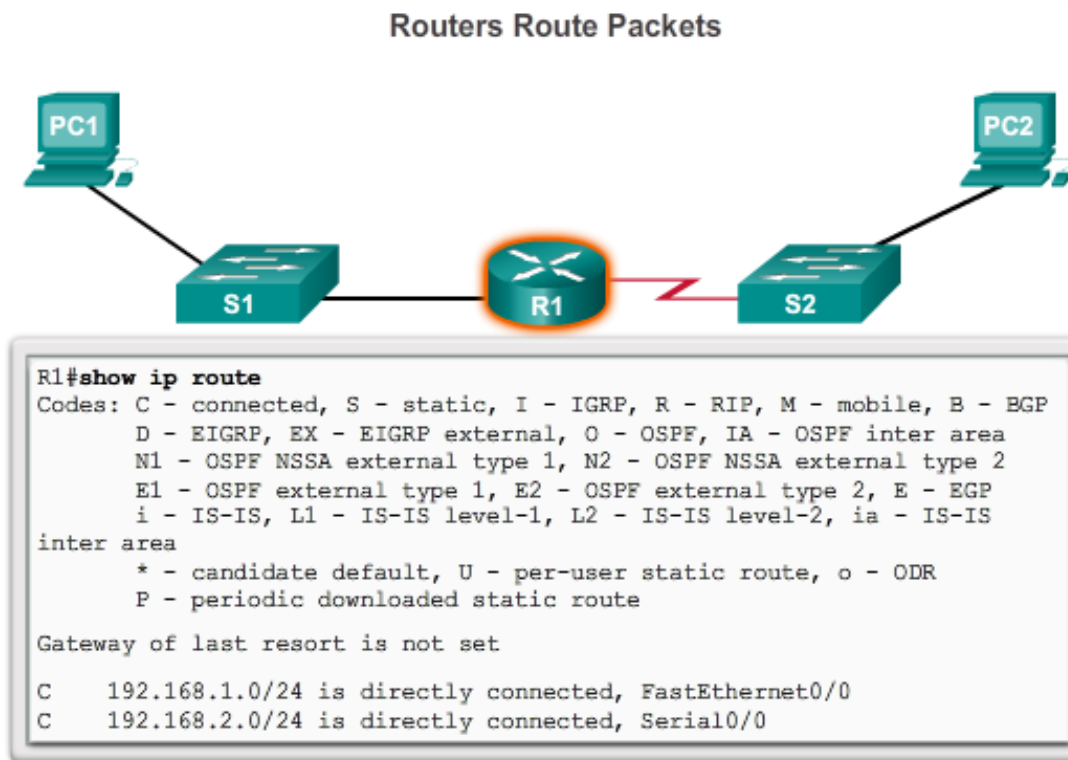 Routers Route Packets
PC1
PC2
S1
R1
S2
R1#show ip route
Codes: C - connected, S - static, I - IGRP, R - RIP, M - mobile, B - BGP
D - EIGRP, EX - EIGRP external, O - OSPF, IA - OSPF inter area
N1 - OSPF NSSA external type 1, N2 - OSPF NSSA external type 2
E1 - OSPF external type 1, E2 - OSPF external type 2, E - EGP
i - IS-IS, L1 - IS-IS level-1, L2 - IS-IS level-2, ia - IS-IS
inter area
* - candidate default, U - per-user static route, o - ODR
P - periodic downloaded static route
Gateway of last resort is not set
C 192.168.1.0/24 is directly connected, FastEthernet0/0
C 192.168.2.0/24 is directly connected, Serial0/0